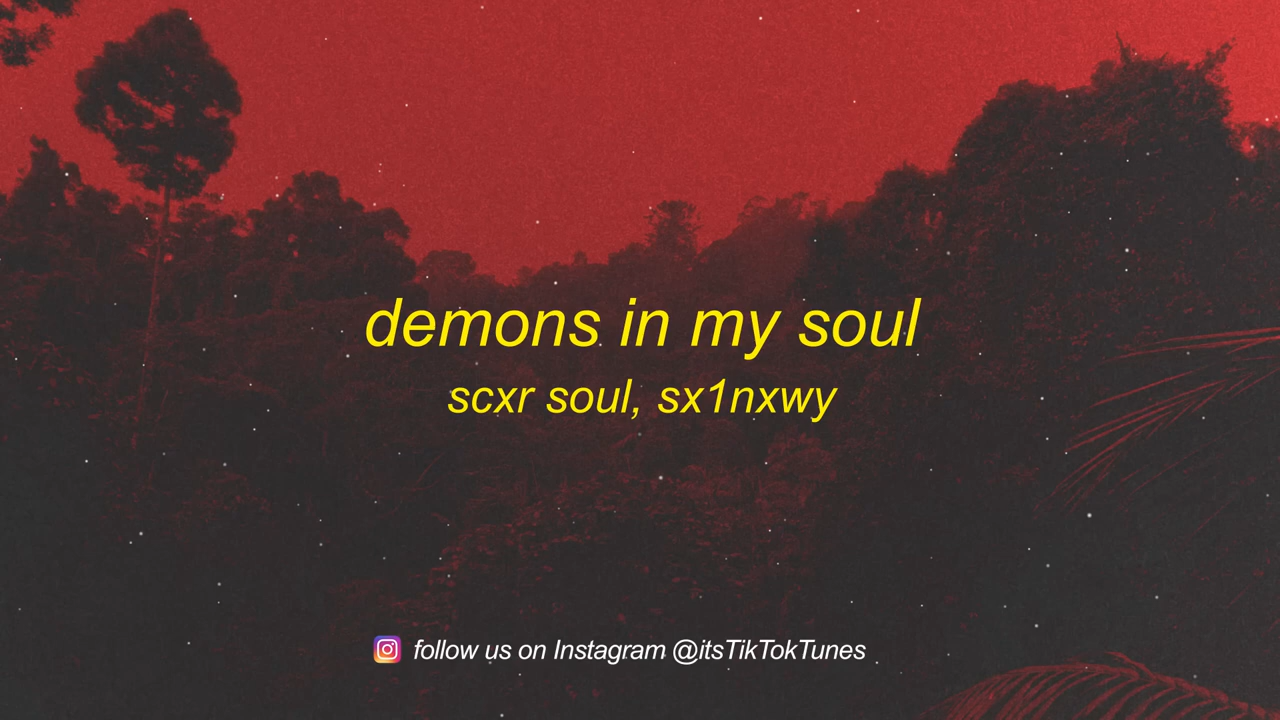 demons in my soul
scxr soul, sx1nxwy
follow us on Instagram @itsTikTokTunes